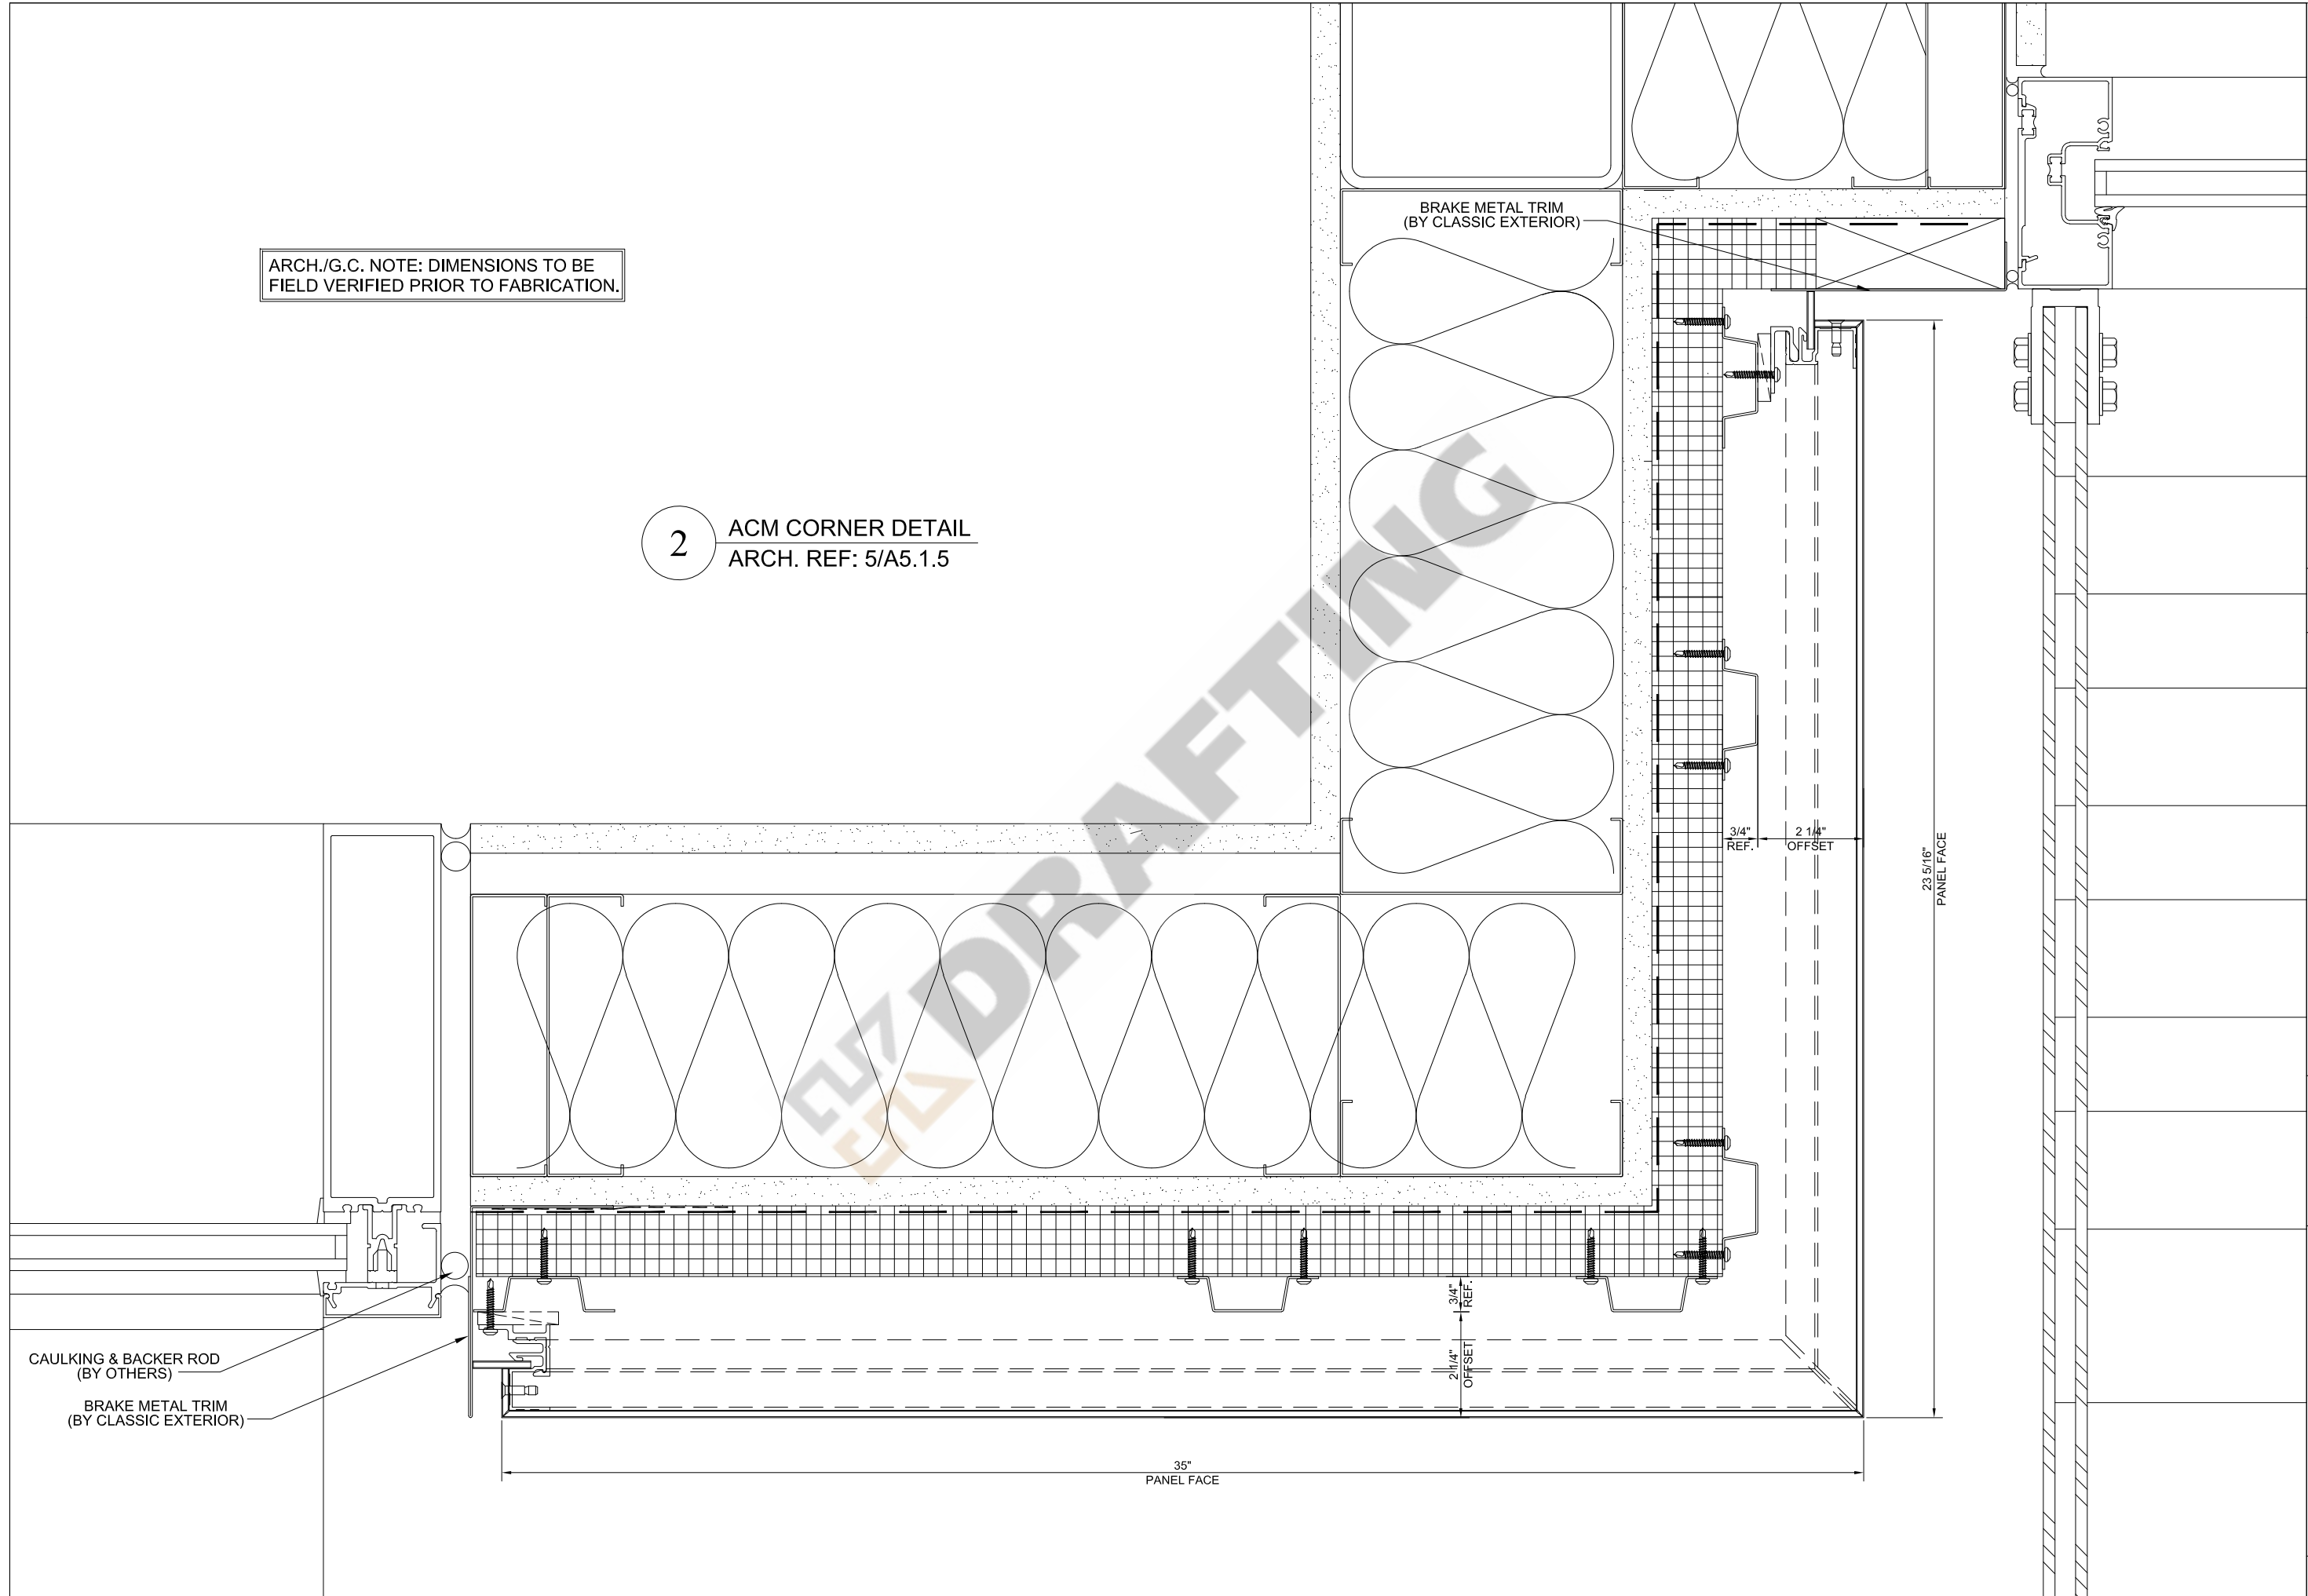 ARCH./G.C. NOTE: DIMENSIONS TO BE
FIELD VERIFIED PRIOR TO FABRICATION.
BRAKE METAL TRIM
(BY CLASSIC EXTERIOR)
2
ACM CORNER DETAIL
ARCH. REF: 5/A5.1.5
DRAFTING
3/4"
REF.
2 1/4"
OFFSET
23 5/16"
PANEL FACE
3/4"
REF.
2 1/4"
OFFSET
CAULKING & BACKER ROD
(BY OTHERS)
BRAKE METAL TRIM
(BY CLASSIC EXTERIOR)
35"
PANEL FACE